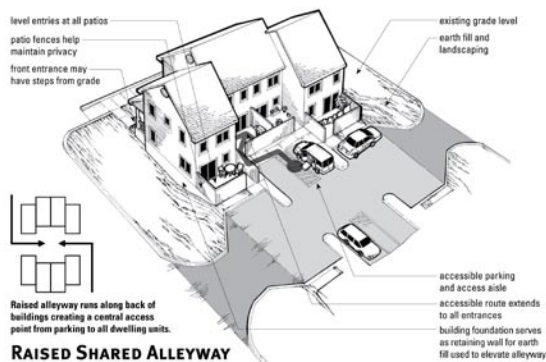 level entries at all patios
patio fences help
maintain privacy
front entrance may
have steps from grade
existing grade level
earth fill and
landscaping
Raised alleyway runs along back of
buildings creating a central access
point from parking to all dwelling units.
RAISED SHARED ALLEYWAY
accessible parking
and access aisle
accessible route extends
to all entrances
building foundation serves
as retaining wall for earth
fill used to elevate alleyway